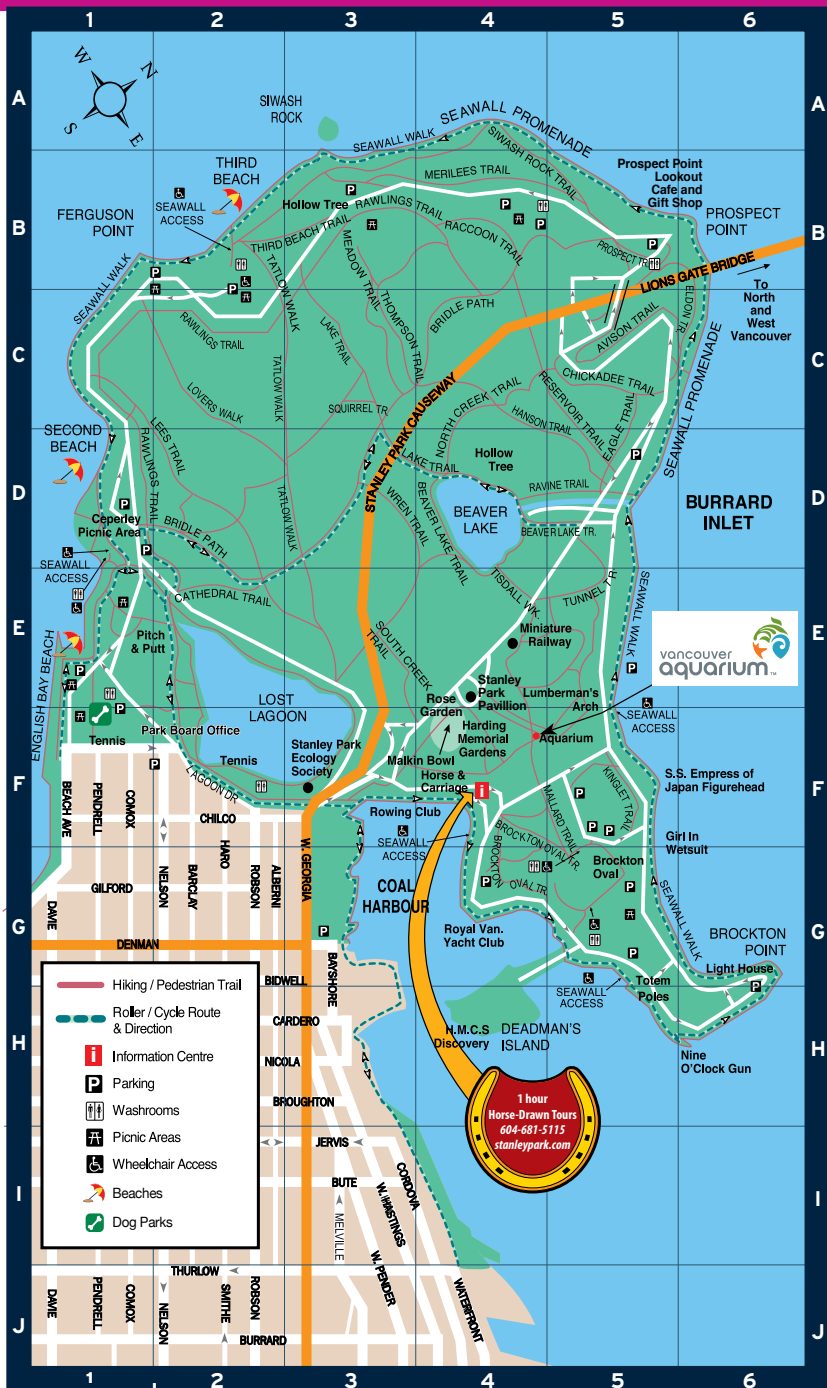 1 2 3 4 5 6
A
A
W
N
S
E
SIWASH
ROCK
SEAWALL WALK
SEAWALL PROMENADE
SIWASH ROCK TRAIL
MERILEES TRAIL
THIRD
BEACH
SEAWALL
ACCESS
FERGUSON
POINT
Hollow Tree
RAWLINGS TRAIL
RACCOON TRAIL
THIRD BEACH TRAIL
MEADOW TRAIL
THOMPSON TRAIL
Prospect Point
Lookout
Cafe and
Gift Shop
PROSPECT
POINT
PROSPECT TR.
LIONS GATE BRIDGE
To
North
and
West
Vancouver
B
B
SEAWALL WALK
TATLOW WALK
RAWLINGS TRAIL
LAKE TRAIL
BRIDLE PATH
ELDON TR.
AVISON TRAIL
CHICKADEE TRAIL
SEAWALL PROMENADE
C
C
LOVERS WALK
TATLOW WALK
SQUIRREL TR.
STANLEY PARK CAUSEWAY
NORTH CREEK TRAIL
HANSON TRAIL
RESERVOIR TRAIL
EAGLE TRAIL
SECOND
BEACH
LEES TRAIL
RAWLINGS TRAIL
LAKE TRAIL
Hollow
Tree
RAVINE TRAIL
D
D
Ceperley
Picnic Area
BRIDLE PATH
TATLOW WALK
WREN TRAIL
BEAVER LAKE TRAIL
BEAVER
LAKE
BEAVER LAKE TR.
BURRARD
INLET
SEAWALL
ACCESS
CATHEDRAL TRAIL
TISDALL WK.
TUNNEL TR.
SEAWALL WALK
E
E
Pitch
& Putt
ENGLISH BAY BEACH
SOUTH CREEK
TRAIL
Miniature
Railway
Stanley
Park
Pavilion
Lumberman's
Arch
vancouver
aquarium™
LOST
LAGOON
Rose
Garden
Harding
Memorial
Gardens
Aquarium
SEAWALL
ACCESS
Park Board Office
Tennis
Tennis
Stanley Park
Ecology
Society
Malkin Bowl
Horse &
Carriage
i
F
F
LAGOON DR.
CHILCO
Rowing Club
SEAWALL
ACCESS
MALLARD TRAIL
KINGLET TRAIL
S.S. Empress of
Japan Figurehead
Girl In
Wetsuit
BEACH AVE
PENDRELL
COMOX
NELSON
BARCLAY
HARO
ROBSON
ALBERNI
W. GEORGIA
BROCKTON
OVAL TR.
BROCKTON OVAL TR.
Brockton
Oval
GILFORD
DAVIE
COAL
HARBOUR
Royal Van.
Yacht Club
SEAWALL WALK
BROCKTON
POINT
Light House
G
G
DENMAN
BAYSHORE
BIDWELL
SEAWALL
ACCESS
Totem
Poles
CARDERO
H.M.C.S
Discovery
DEADMAN'S
ISLAND
H
H
NICOLA
Nine
O'Clock Gun
BROUGHTON
Hiking / Pedestrian Trail
Roller / Cycle Route
& Direction
i Information Centre
P Parking
Washrooms
Picnic Areas
Wheelchair Access
Beaches
Dog Parks
1 hour
Horse-Drawn Tours
604-681-5115
stanleypark.com
JERVIS
BUTE
MELVILLE
CORDOVA
W. HASTINGS
W. PENDER
WATERFRONT
I
I
THURLOW
DAVIE
PENDRELL
COMOX
NELSON
SMITHE
ROBSON
BURRARD
J
J
1 2 3 4 5 6